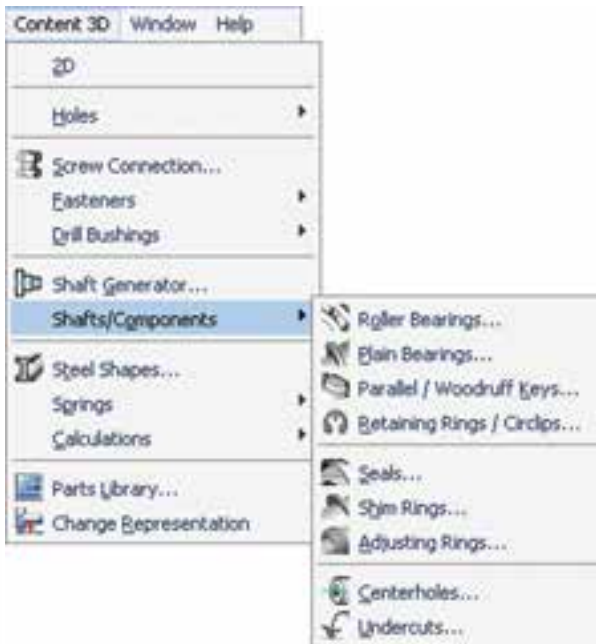 Content 3D Window Help
2D
Holes
Screw Connection...
Fasteners
Drill Bushings
Shaft Generator...
Shafts/Components
Steel Shapes...
Springs
Calculations
Parts Library...
Change Representation
Roller Bearings...
Plain Bearings...
Parallel / Woodruff Keys...
Retaining Rings / Circlips...
Seals...
Shim Rings...
Adjusting Rings...
Centerholes...
Undercuts...